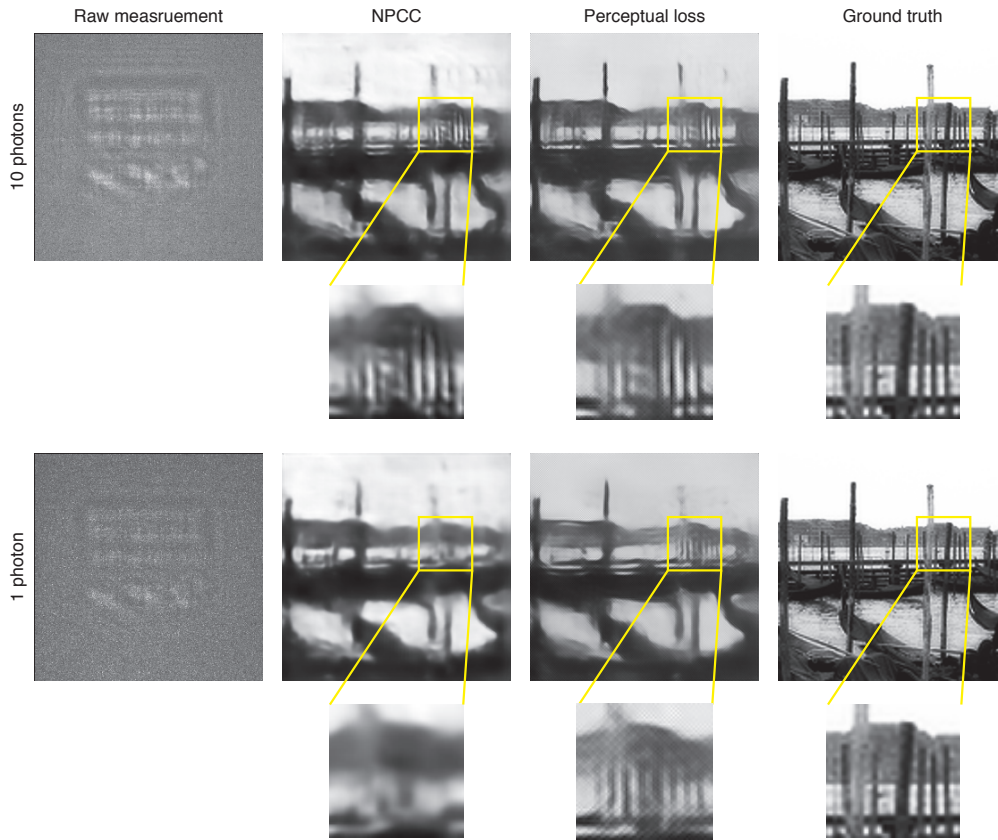 Raw measruement
NPCC
Perceptual loss
Ground truth
10 photons
1 photon